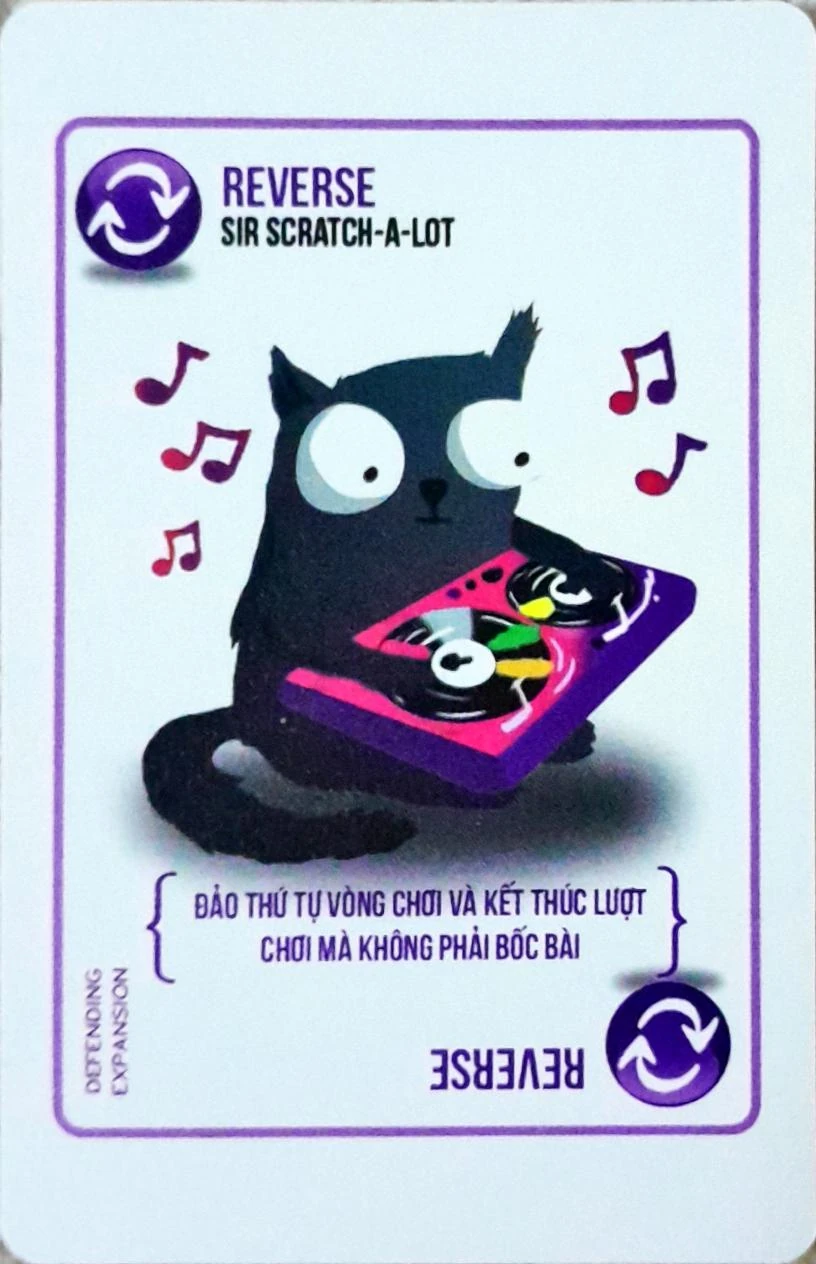 REVERSE
SIR SCRATCH-A-LOT
ĐẢO THỨ TỰ VÒNG CHƠI VÀ KẾT THÚC LƯỢT
CHƠI MÀ KHÔNG PHẢI BỐC BÀI
DEFENDING
EXPANSION
REVERSE